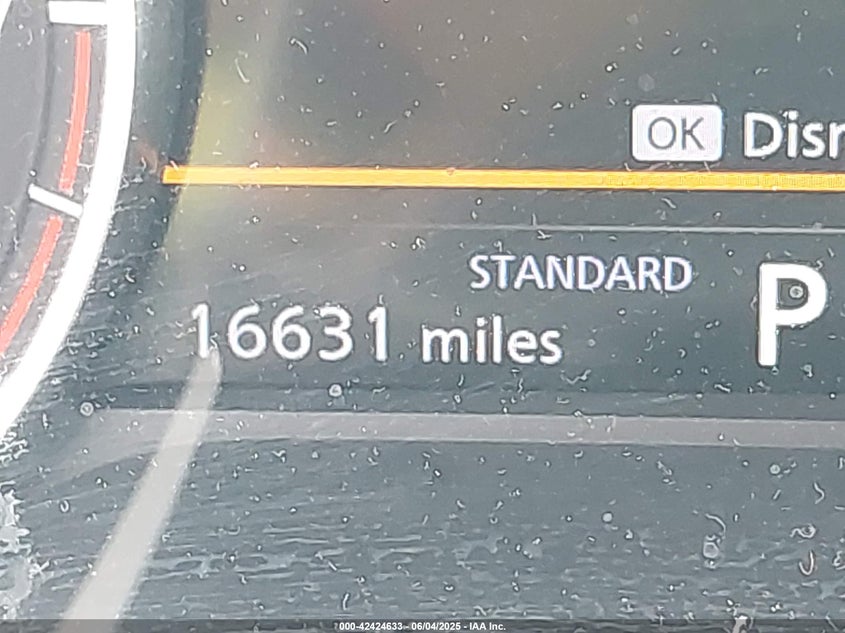 OK Disr
STANDARD
P
16631 miles
000-42424633 - 06/04/2025 - IAA Inc.